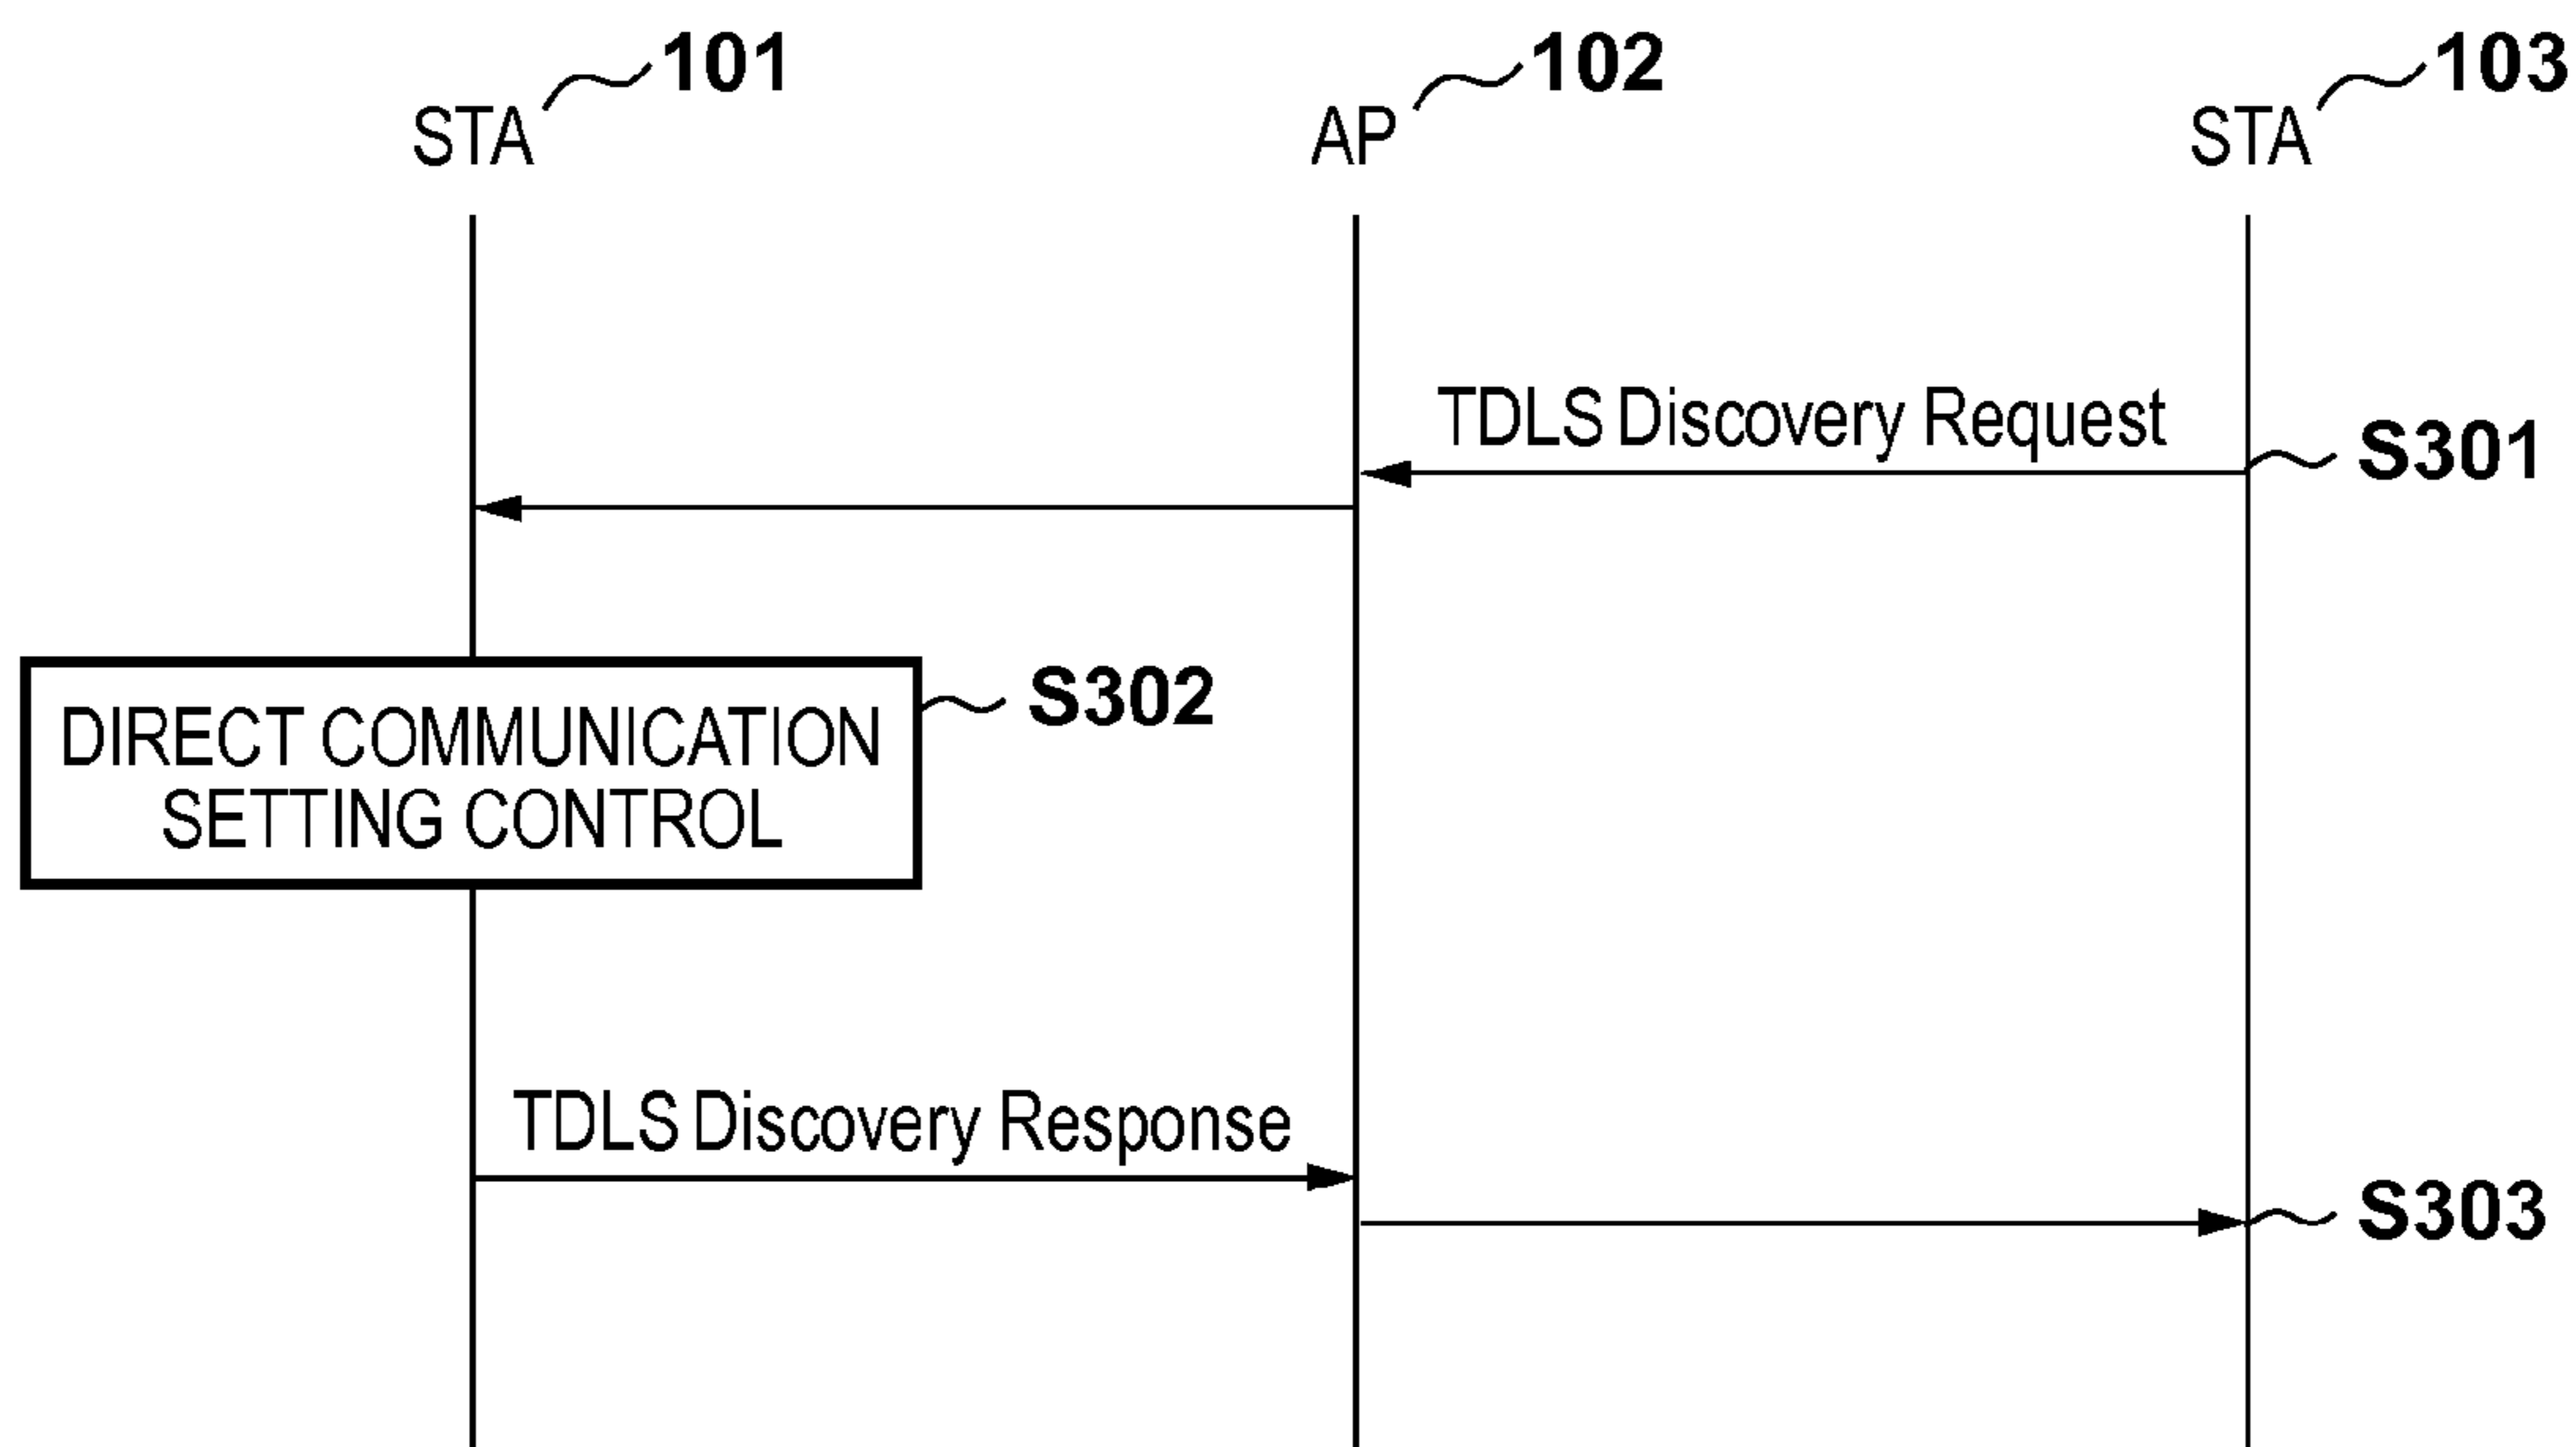 101
102
103
STA
AP
STA
TDLS Discovery Request
S301
S302
DIRECT COMMUNICATION
SETTING CONTROL
TDLS Discovery Response
S303